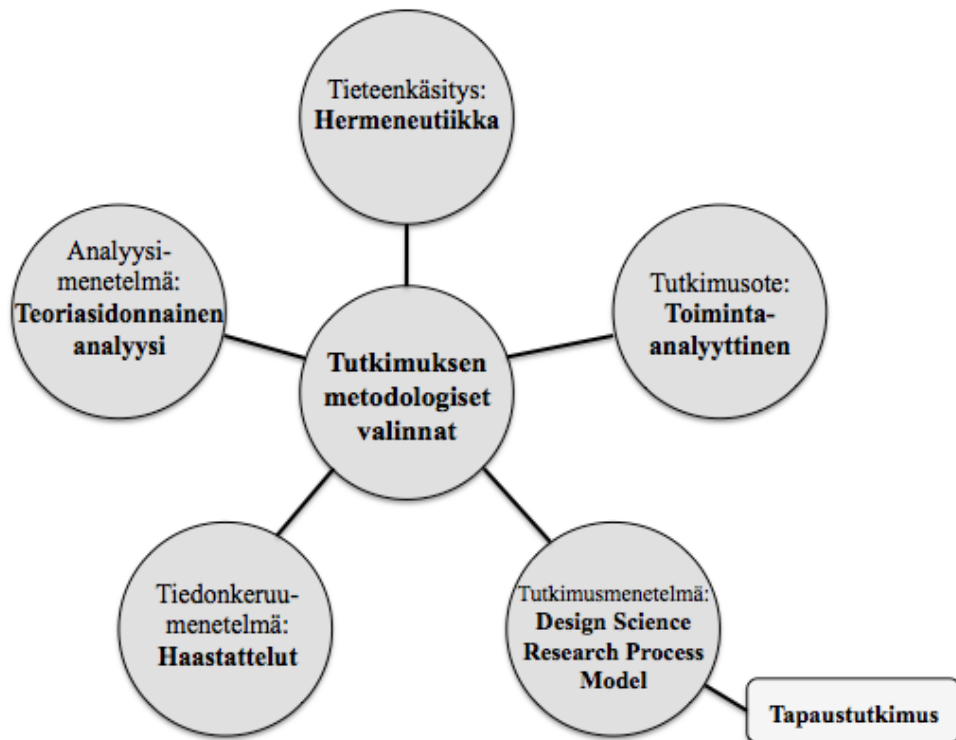 Tieteenkäsitys:
Hermeneutiikka
Analyysi-
menetelmä:
Teoriasidonnainen
analyysi
Tutkimusote:
Toiminta-
analyyttinen
Tutkimuksen
metodologiset
valinnat
Tiedonkeruu-
menetelmä:
Haastattelut
Tutkimusmenetelmä:
Design Science
Research Process
Model
Tapaustutkimus